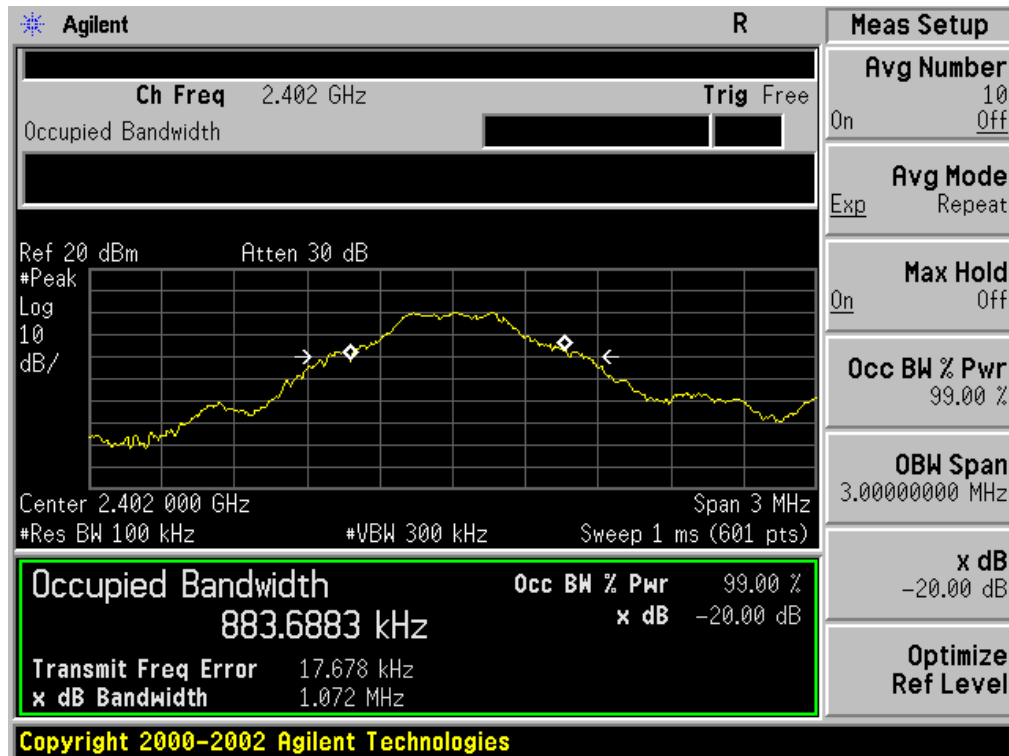 Agilent R
Ch Freq 2.402 GHz Trig Free
Occupied Bandwidth
Ref 20 dBm Atten 30 dB
#Peak
Log
10
dB/
Center 2.402 000 GHz Span 3 MHz
#Res BW 100 kHz #VBW 300 kHz Sweep 1 ms (601 pts)
Occupied Bandwidth Occ BW % Pwr 99.00 %
883.6883 kHz x dB -20.00 dB
Transmit Freq Error 17.678 kHz
x dB Bandwidth 1.072 MHz
Copyright 2000-2002 Agilent Technologies
Meas Setup
Avg Number
10
On Off
Avg Mode
Exp Repeat
Max Hold
On Off
Occ BW % Pwr
99.00 %
OBW Span
3.00000000 MHz
x dB
-20.00 dB
Optimize
Ref Level